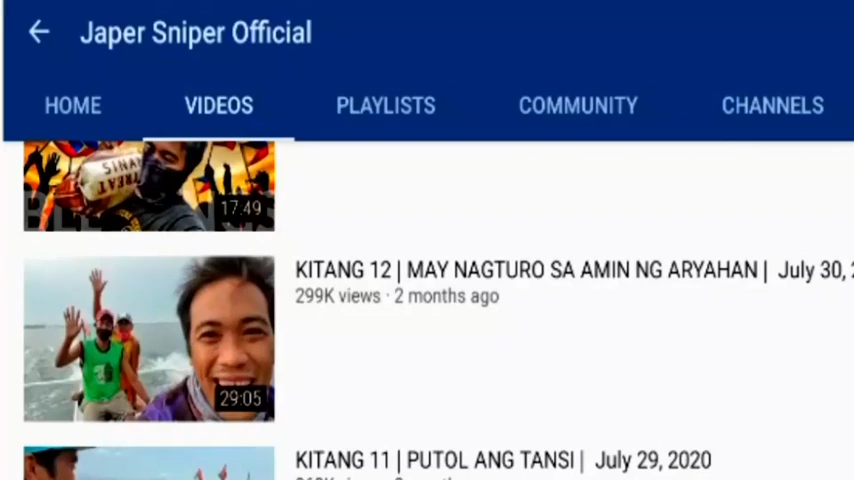 Japer Sniper Official
HOME VIDEOS PLAYLISTS COMMUNITY CHANNELS
TREAT
17:49
KITANG 12 | MAY NAGTURO SA AMIN NG ARYAHAN | July 30,
299K views · 2 months ago
29:05
KITANG 11 | PUTOL ANG TANSI | July 29, 2020